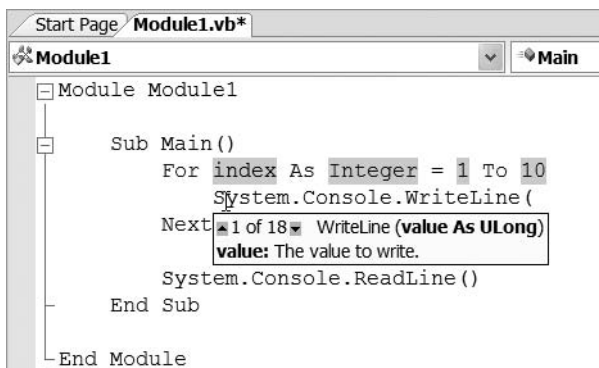 Start Page Module1.vb*
Module1 Main
Module Module1
Sub Main()
For index As Integer = 1 To 10
System.Console.WriteLine(
Next
1 of 18 WriteLine (value As ULong)
value: The value to write.
System.Console.ReadLine()
End Sub
End Module